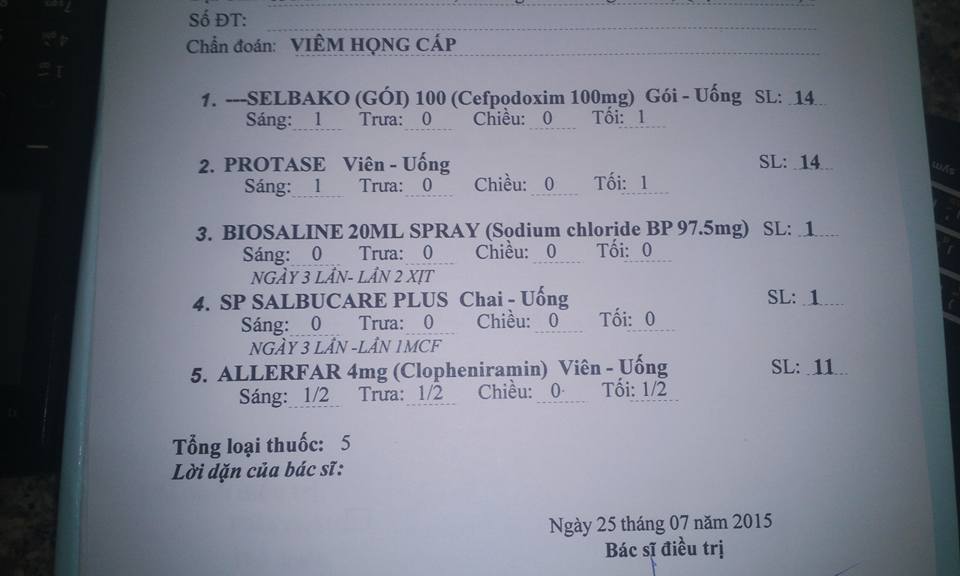 Số ĐT:
Chẩn đoán: VIÊM HỌNG CẤP
1. ---SELBAKO (GÓI) 100 (Cefpodoxim 100mg) Gói - Uống SL: 14
Sáng: 1 Trưa: 0 Chiều: 0 Tối: 1
2. PROTASE Viên - Uống SL: 14
Sáng: 1 Trưa: 0 Chiều: 0 Tối: 1
3. BIOSALINE 20ML SPRAY (Sodium chloride BP 97.5mg) SL: 1
Sáng: 0 Trưa: 0 Chiều: 0 Tối: 0
NGÀY 3 LẦN- LẦN 2 XỊT
4. SP SALBUCARE PLUS Chai - Uống SL: 1
Sáng: 0 Trưa: 0 Chiều: 0 Tối: 0
NGÀY 3 LẦN -LẦN 1MCF
5. ALLERFAR 4mg (Clopheniramin) Viên - Uống SL: 11
Sáng: 1/2 Trưa: 1/2 Chiều: 0 Tối: 1/2
Tổng loại thuốc: 5
Lời dặn của bác sĩ:
Ngày 25 tháng 07 năm 2015
Bác sĩ điều trị